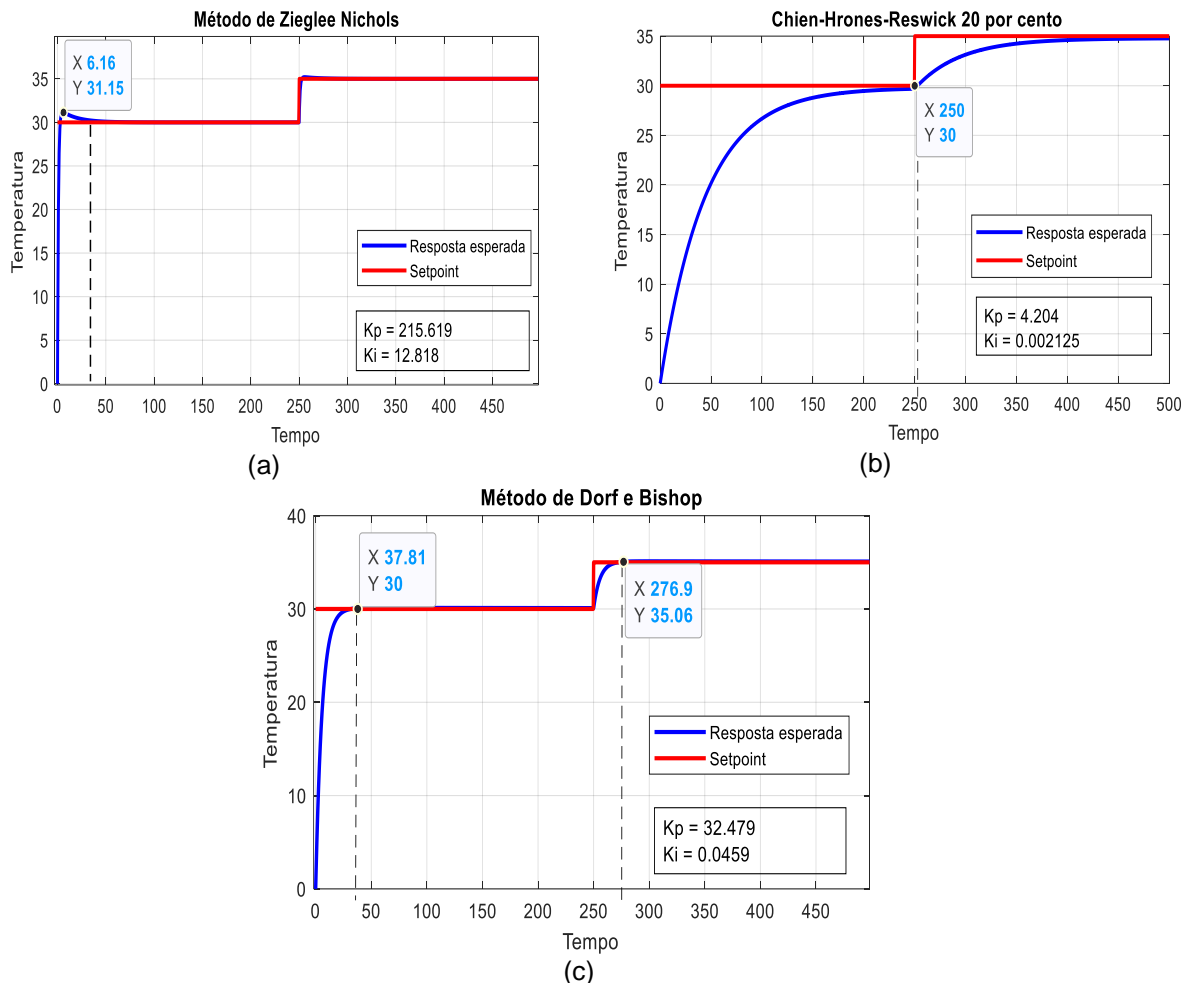 Método de Zieglee Nichols
X 6.16
Y 31.15
35
30
25
20
15
10
5
0
Temperatura
Resposta esperada
Setpoint
Kp = 215.619
Ki = 12.818
0 50 100 150 200 250 300 350 400 450
Tempo
(a)
Chien-Hrones-Reswick 20 por cento
35
30
25
20
15
10
5
0
Temperatura
X 250
Y 30
Resposta esperada
Setpoint
Kp = 4.204
Ki = 0.002125
0 50 100 150 200 250 300 350 400 450 500
Tempo
(b)
Método de Dorf e Bishop
40
30
20
10
0
Temperatura
X 37.81
Y 30
X 276.9
Y 35.06
Resposta esperada
Setpoint
Kp = 32.479
Ki = 0.0459
0 50 100 150 200 250 300 350 400 450
Tempo
(c)